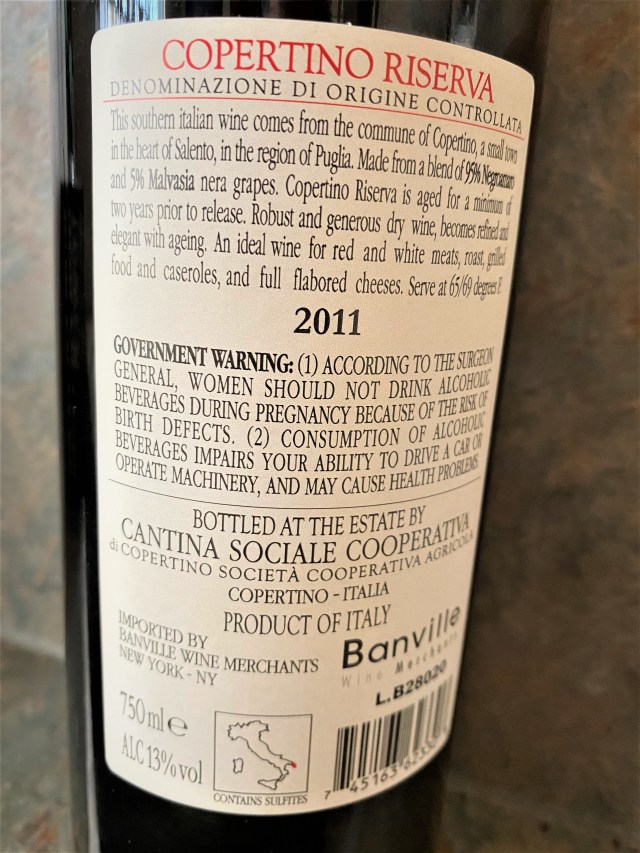 COPERTINO RISERVA
DENOMINAZIONE DI ORIGINE CONTROLLATA
This southern italian wine comes from the commune of Copertino, a small town
in the heart of Salento, in the region of Puglia. Made from a blend of 95% Negroamaro
and 5% Malvasia nera grapes. Copertino Riserva is aged for a minimum of
two years prior to release. Robust and generous dry wine, becomes refined and
elegant with ageing. An ideal wine for red and white meats, roast, grilled
food and caseroles, and full flabored cheeses. Serve at 65/69 degrees F.
2011
GOVERNMENT WARNING: (1) ACCORDING TO THE SURGEON
GENERAL, WOMEN SHOULD NOT DRINK ALCOHOLIC
BEVERAGES DURING PREGNANCY BECAUSE OF THE RISK OF
BIRTH DEFECTS. (2) CONSUMPTION OF ALCOHOLIC
BEVERAGES IMPAIRS YOUR ABILITY TO DRIVE A CAR OR
OPERATE MACHINERY, AND MAY CAUSE HEALTH PROBLEMS.
BOTTLED AT THE ESTATE BY
CANTINA SOCIALE COOPERATIVA
di COPERTINO SOCIETÀ COOPERATIVA AGRICOLA
COPERTINO - ITALIA
PRODUCT OF ITALY
IMPORTED BY
BANVILLE WINE MERCHANTS
NEW YORK - NY
Banville
Wine Merchants
L.B28020
750 ml e
ALC 13% vol
CONTAINS SULFITES
7 45163